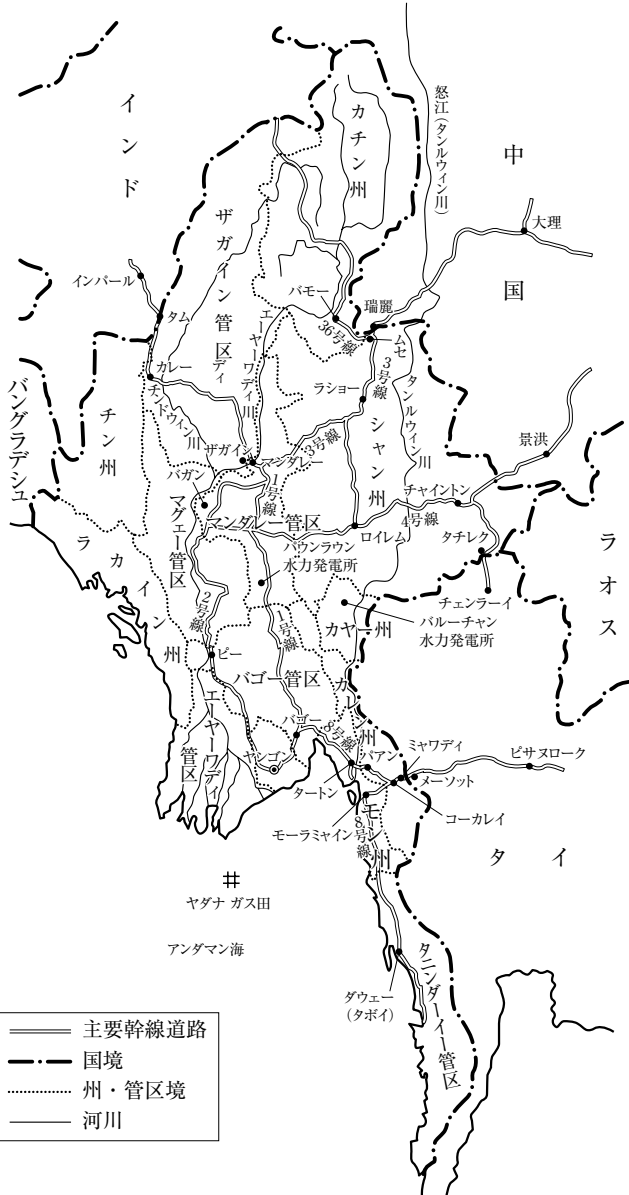 インド
カチン州
怒江（タンルウィン川）
中国
大理
ザガイン管区
インパール
タム
バモー
瑞麗
36号線
ムセ
エーヤーワディ川
3号線
カレー
チンドウィン川
ラショー
タンルウィン川
バングラデシュ
チン州
シャン州
景洪
ザガイン
マンダレー
3号線
バガン
1号線
チャイントン
4号線
マンダレー管区
ロイレム
タチレク
マグェー管区
パウンラウン
水力発電所
ラオス
ラカイン州
チェンラーイ
2号線
1号線
カヤー州
バルーチャン
水力発電所
ピー
バゴー管区
カレン州
エーヤーワディ管区
バゴー
8号線
ヤンゴン
パアン
ミャワディ
ピサヌローク
メーソット
タートン
コーカレイ
モーラミャイン
8号線
モン州
タイ
ヤダナ ガス田
アンダマン海
タニンダーイー管区
ダウェー
（タボイ）
主要幹線道路
国境
州・管区境
河川